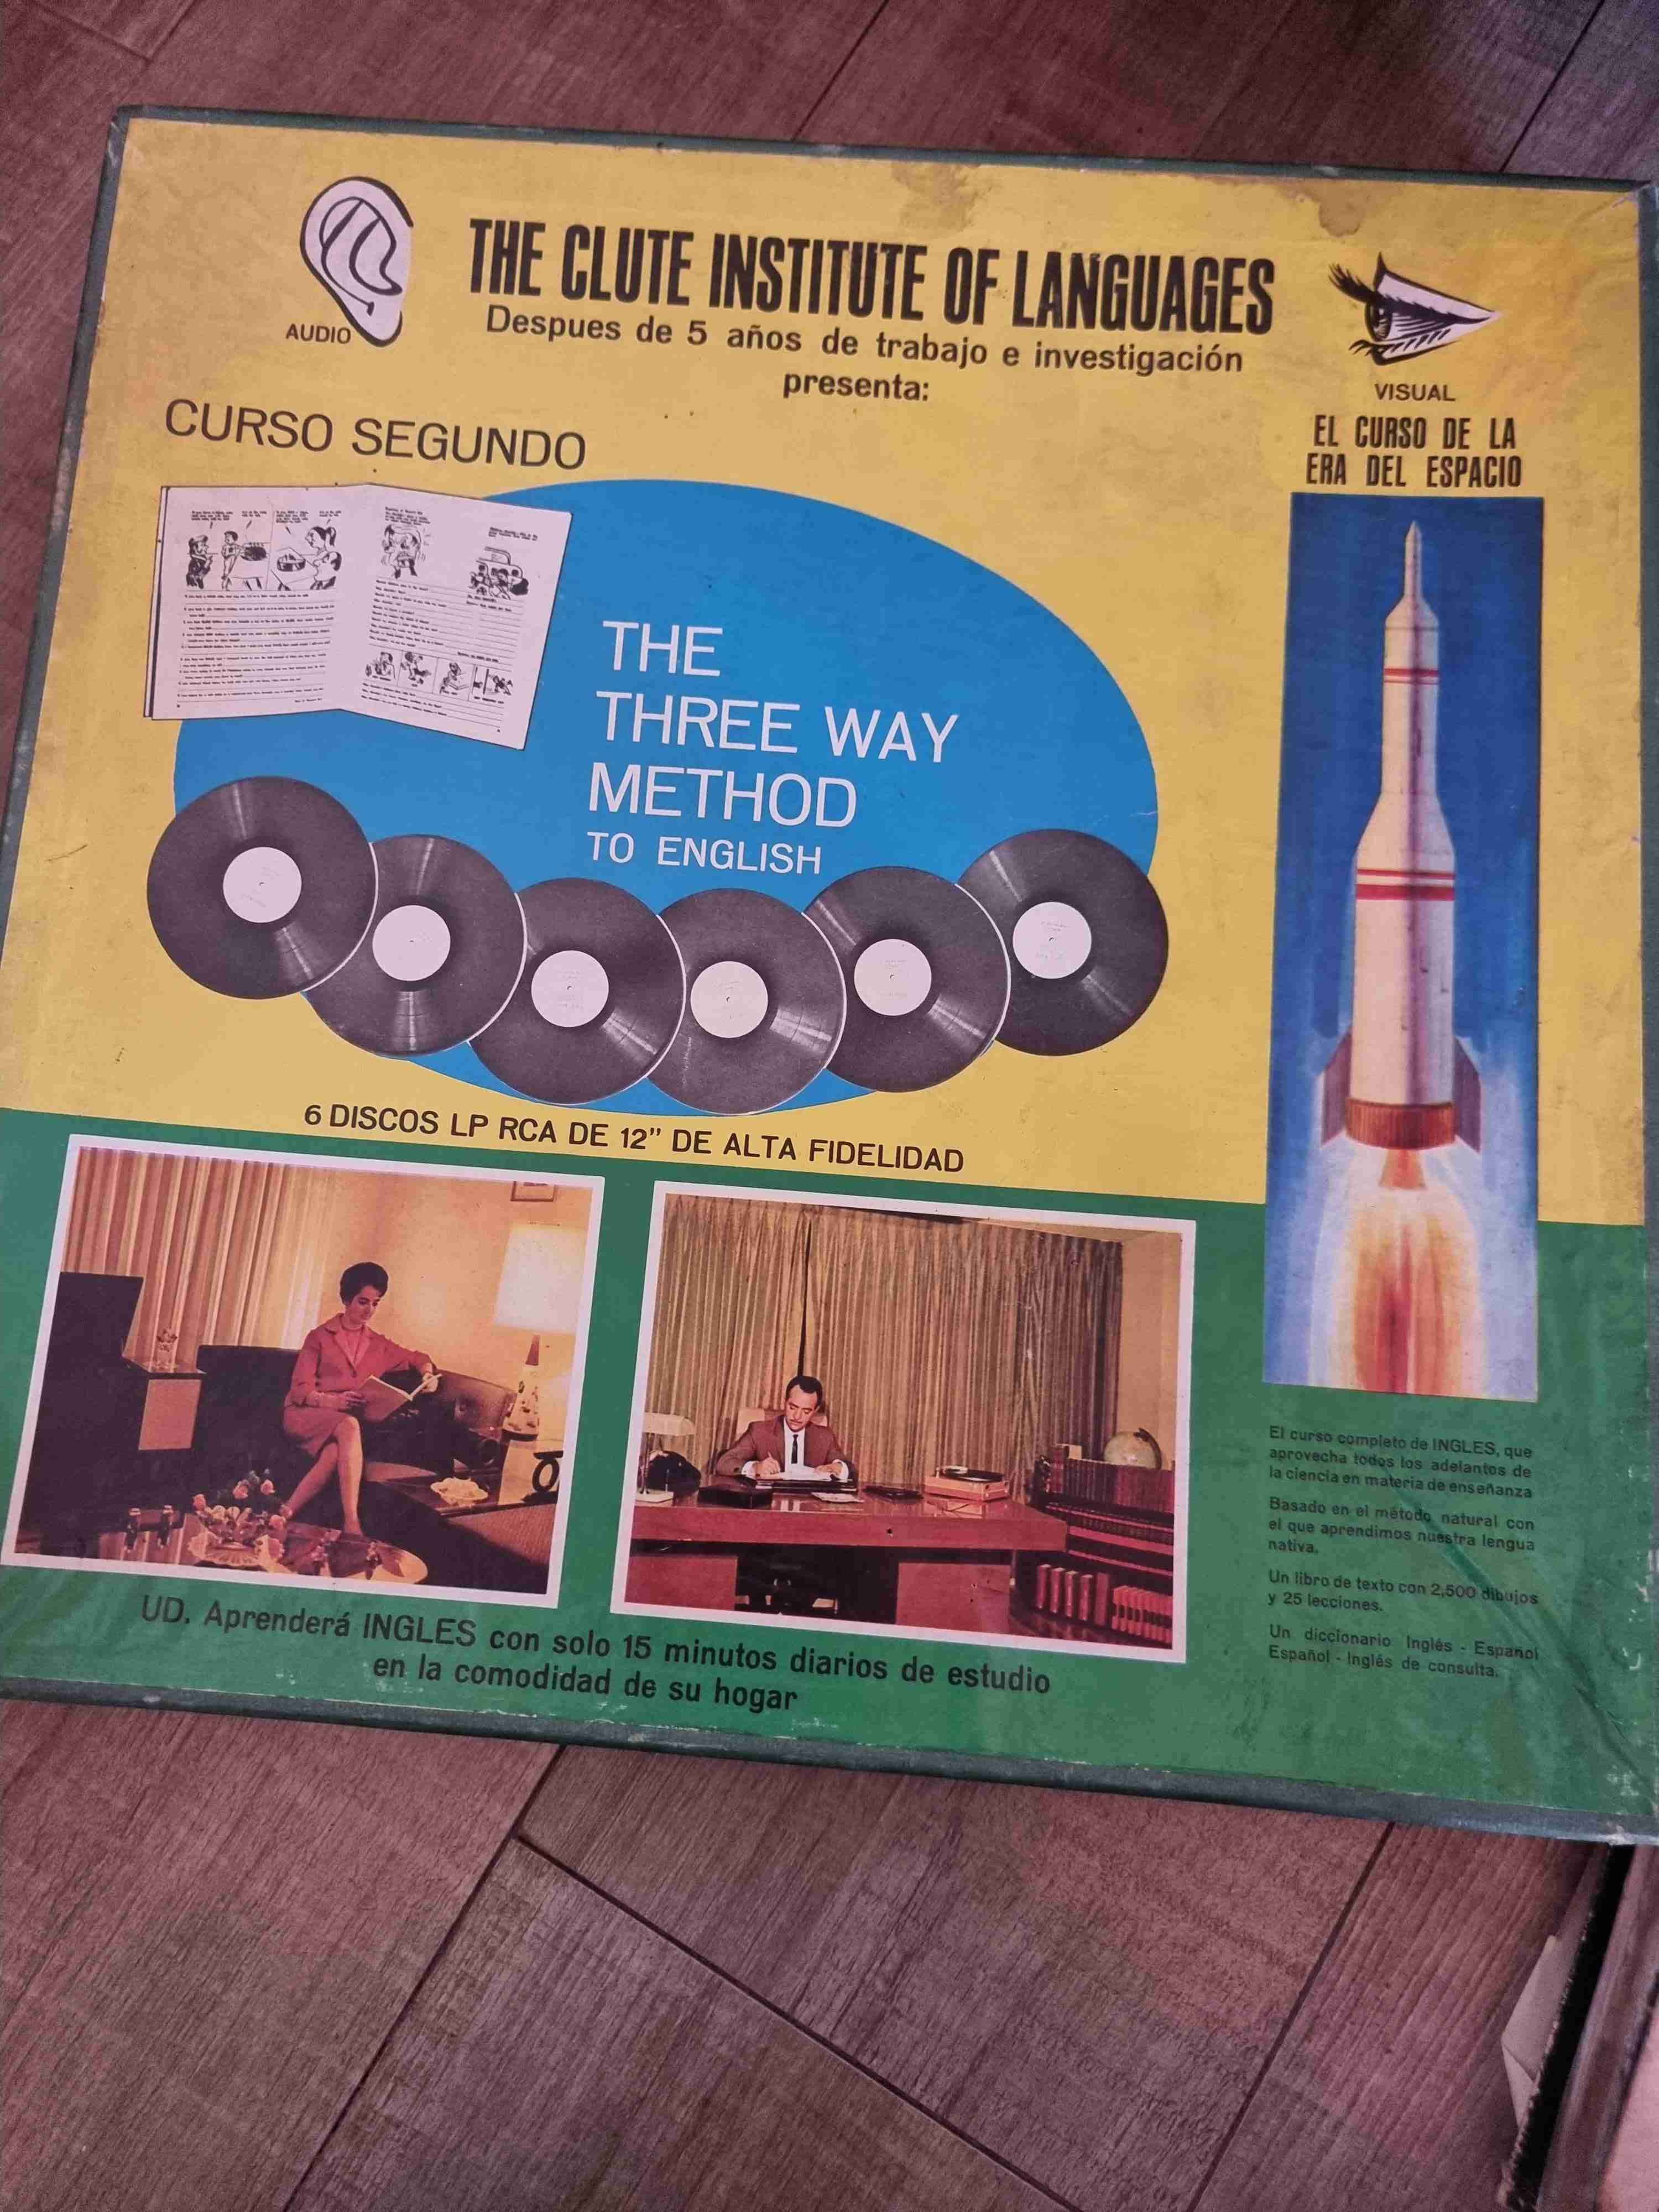 THE CLUTE INSTITUTE OF LANGUAGES
Despues de 5 años de trabajo e investigación
presenta:
AUDIO
VISUAL
EL CURSO DE LA
ERA DEL ESPACIO
CURSO SEGUNDO
THE
THREE WAY
METHOD
TO ENGLISH
6 DISCOS LP RCA DE 12" DE ALTA FIDELIDAD
El curso completo de INGLES, que
aprovecha todos los adelantos de
la ciencia en materia de enseñanza
Basado en el método natural con
el que aprendimos nuestra lengua
nativa.
Un libro de texto con 2,500 dibujos
y 25 lecciones.
Un diccionario Inglés - Español
Español - Inglés de consulta.
UD. Aprenderá INGLES con solo 15 minutos diarios de estudio
en la comodidad de su hogar